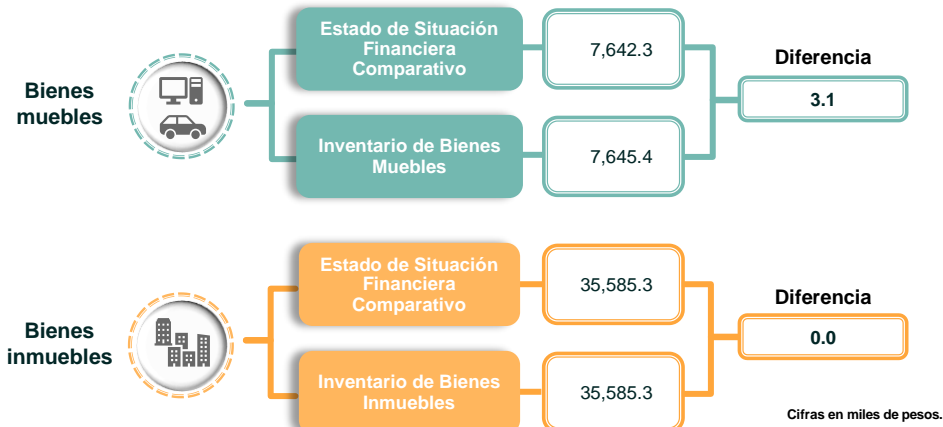 Bienes
muebles
Estado de Situación
Financiera
Comparativo
7,642.3
Inventario de Bienes
Muebles
7,645.4
Diferencia
3.1
Bienes
inmuebles
Estado de Situación
Financiera
Comparativo
35,585.3
Inventario de Bienes
Inmuebles
35,585.3
Diferencia
0.0
Cifras en miles de pesos.